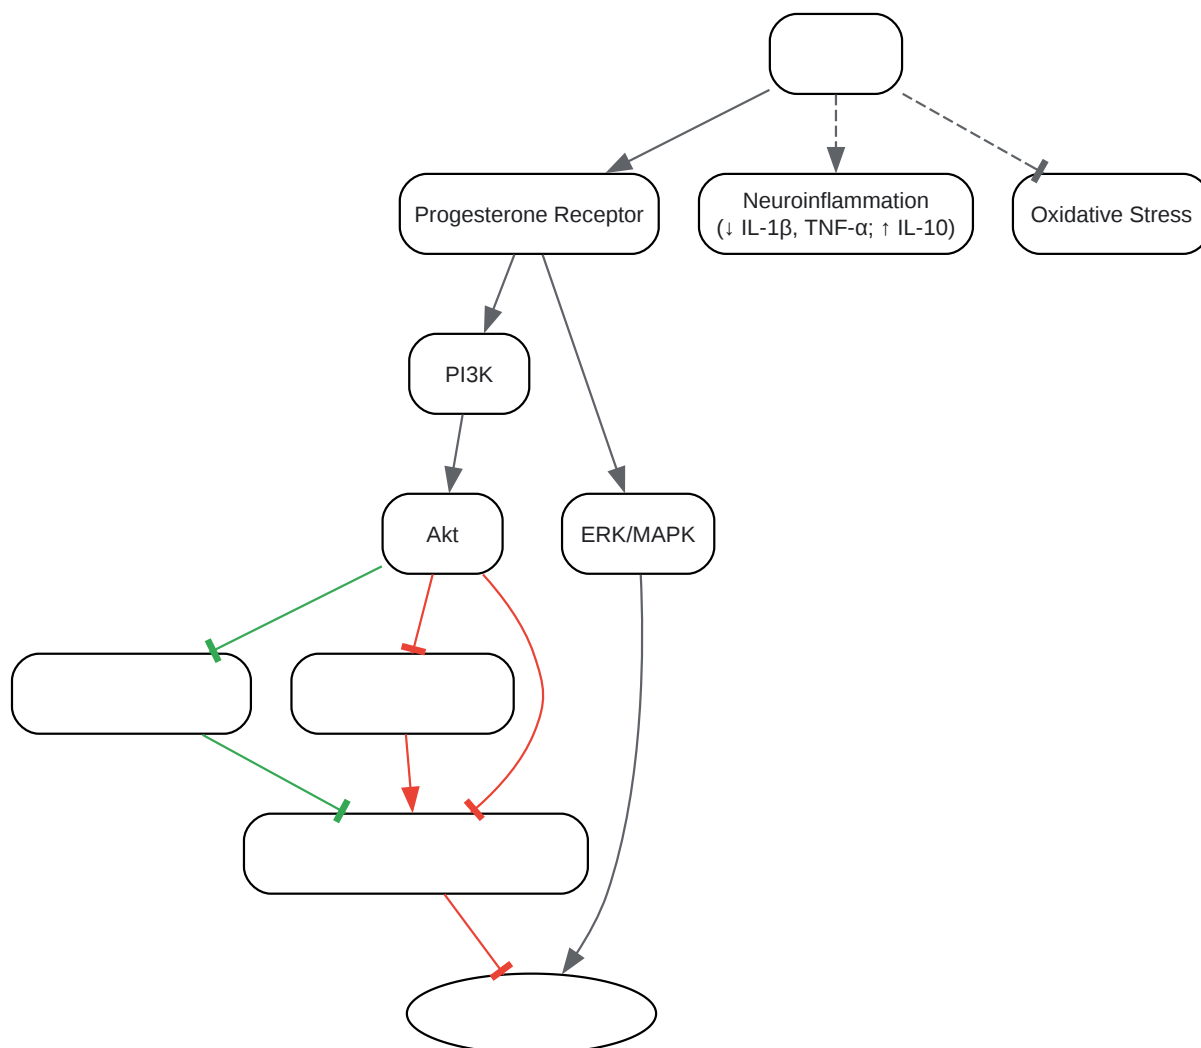 Progesterone Receptor
Neuroinflammation
(↓ IL-1β, TNF-α; ↑ IL-10)
Oxidative Stress
PI3K
Akt
ERK/MAPK